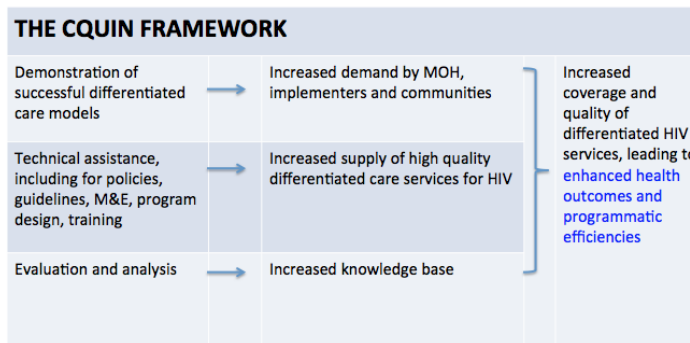 THE CQUIN FRAMEWORK
Demonstration of
successful differentiated
care models
Increased demand by MOH,
implementers and communities
Technical assistance,
including for policies,
guidelines, M&E, program
design, training
Increased supply of high quality
differentiated care services for HIV
Evaluation and analysis
Increased knowledge base
Increased
coverage and
quality of
differentiated HIV
services, leading
enhanced health
outcomes and
programmatic
efficiencies